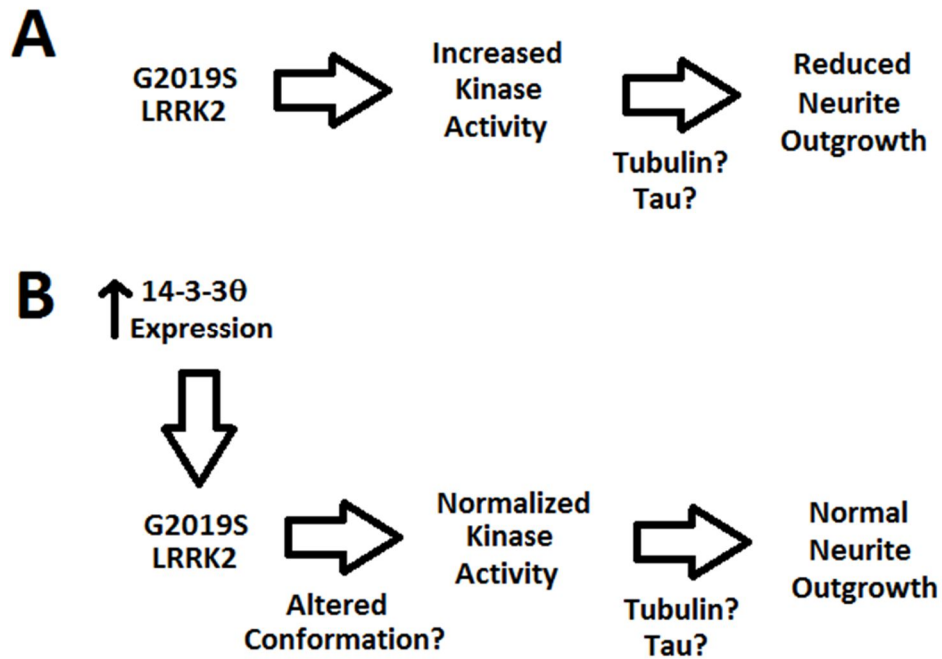 A
G2019S
LRRK2
Increased
Kinase
Activity
Tubulin?
Tau?
Reduced
Neurite
Outgrowth
B
14-3-3θ
Expression
G2019S
LRRK2
Altered
Conformation?
Normalized
Kinase
Activity
Tubulin?
Tau?
Normal
Neurite
Outgrowth